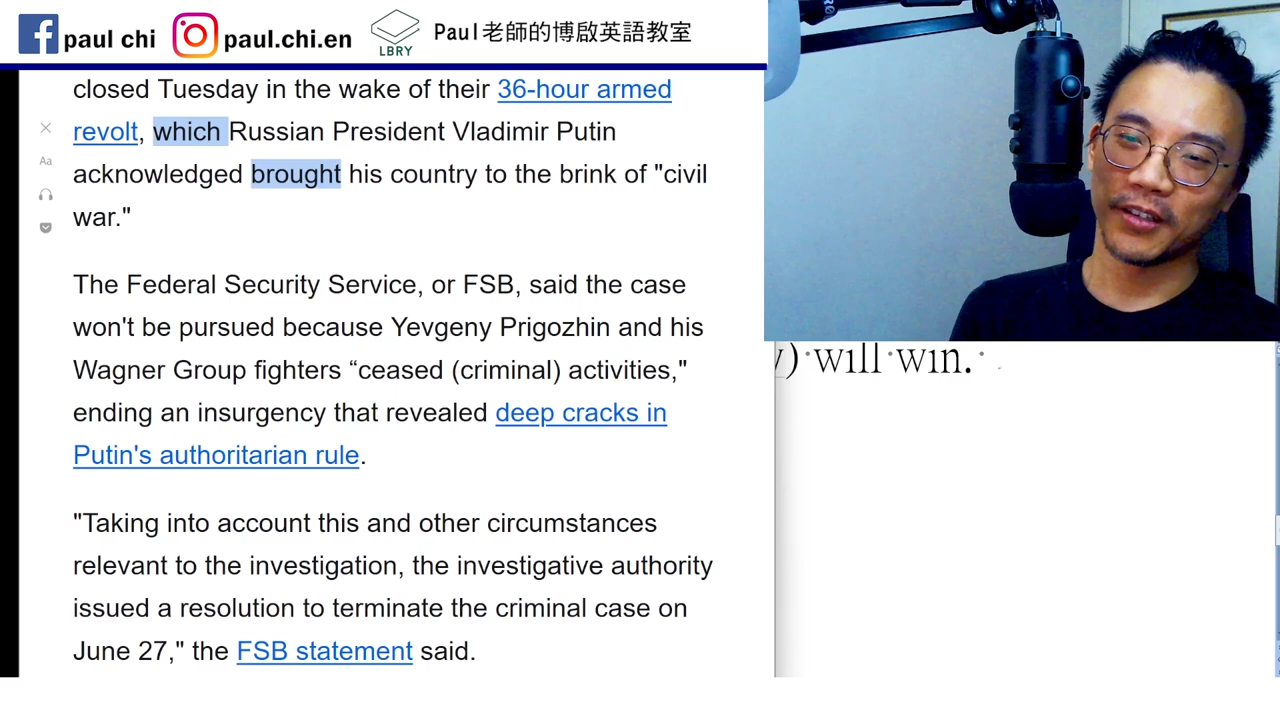 paul chi
paul.chi.en
LBRY
Paul老師的博啟英語教室
closed Tuesday in the wake of their 36-hour armed
revolt, which Russian President Vladimir Putin
acknowledged brought his country to the brink of "civil
war."
Aa
The Federal Security Service, or FSB, said the case
won't be pursued because Yevgeny Prigozhin and his
Wagner Group fighters “ceased (criminal) activities,"
ending an insurgency that revealed deep cracks in
Putin's authoritarian rule.
"Taking into account this and other circumstances
relevant to the investigation, the investigative authority
issued a resolution to terminate the criminal case on
June 27," the FSB statement said.
will win.